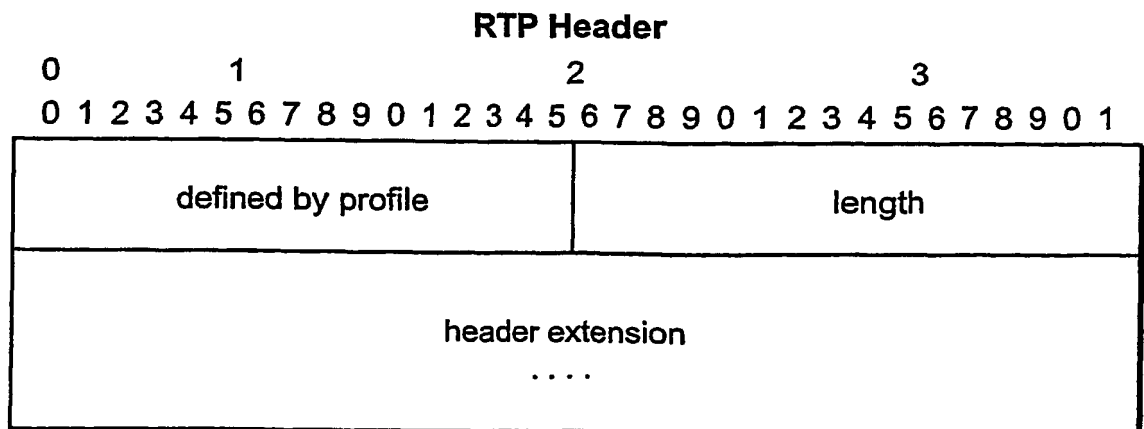 RTP Header
0 1 2 3
0 1 2 3 4 5 6 7 8 9 0 1 2 3 4 5 6 7 8 9 0 1 2 3 4 5 6 7 8 9 0 1
defined by profile length
header extension
....